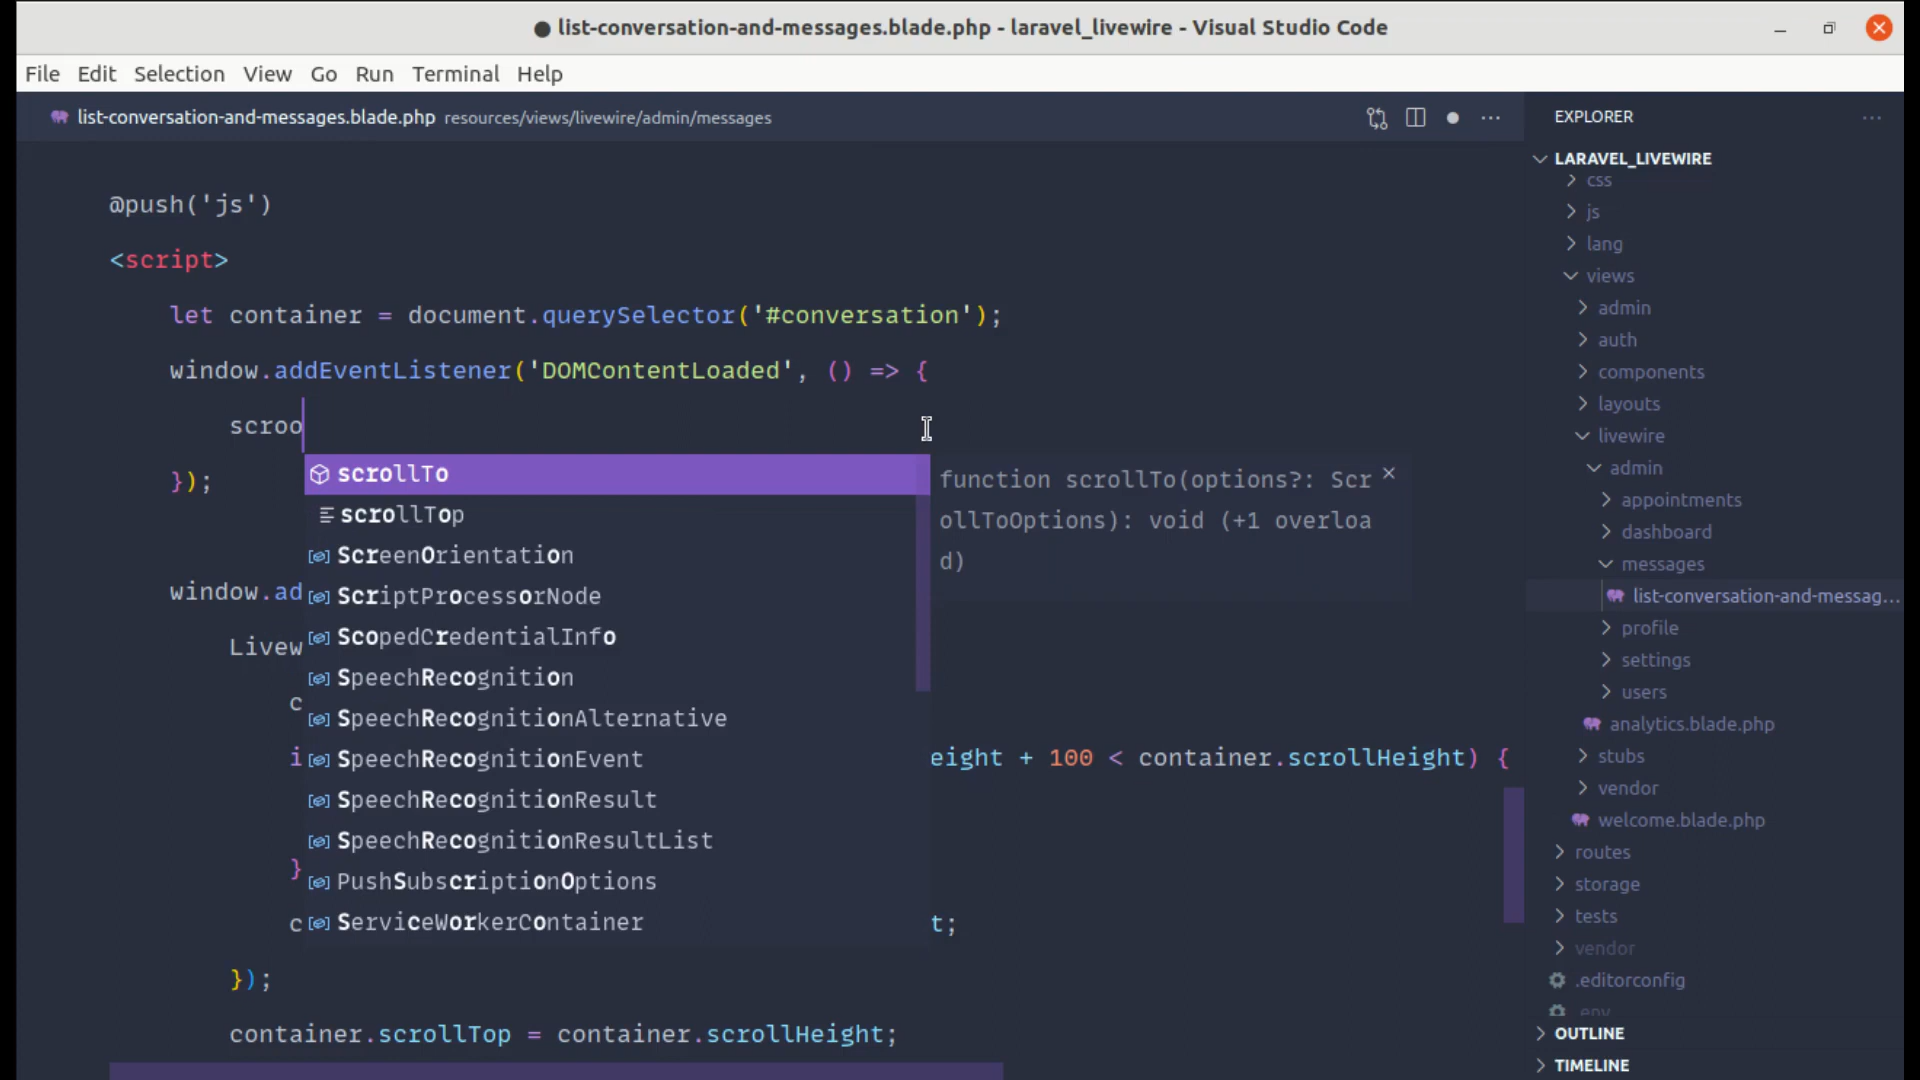 ● list-conversation-and-messages.blade.php - laravel_livewire - Visual Studio Code
File Edit Selection View Go Run Terminal Help
list-conversation-and-messages.blade.php resources/views/livewire/admin/messages
@push('js')
<script>
let container = document.querySelector('#conversation');
window.addEventListener('DOMContentLoaded', () => {
scroo
});
window.ad
Livew
c
i
eight + 100 < container.scrollHeight) {
}
c
t;
});
container.scrollTop = container.scrollHeight;
scrollTo
scrollTop
ScreenOrientation
ScriptProcessorNode
ScopedCredentialInfo
SpeechRecognition
SpeechRecognitionAlternative
SpeechRecognitionEvent
SpeechRecognitionResult
SpeechRecognitionResultList
PushSubscriptionOptions
ServiceWorkerContainer
function scrollTo(options?: Scr
ollToOptions): void (+1 overloa
d)
EXPLORER
LARAVEL_LIVEWIRE
css
js
lang
views
admin
auth
components
layouts
livewire
admin
appointments
dashboard
messages
list-conversation-and-messag...
profile
settings
users
analytics.blade.php
stubs
vendor
welcome.blade.php
routes
storage
tests
vendor
.editorconfig
.env
OUTLINE
TIMELINE